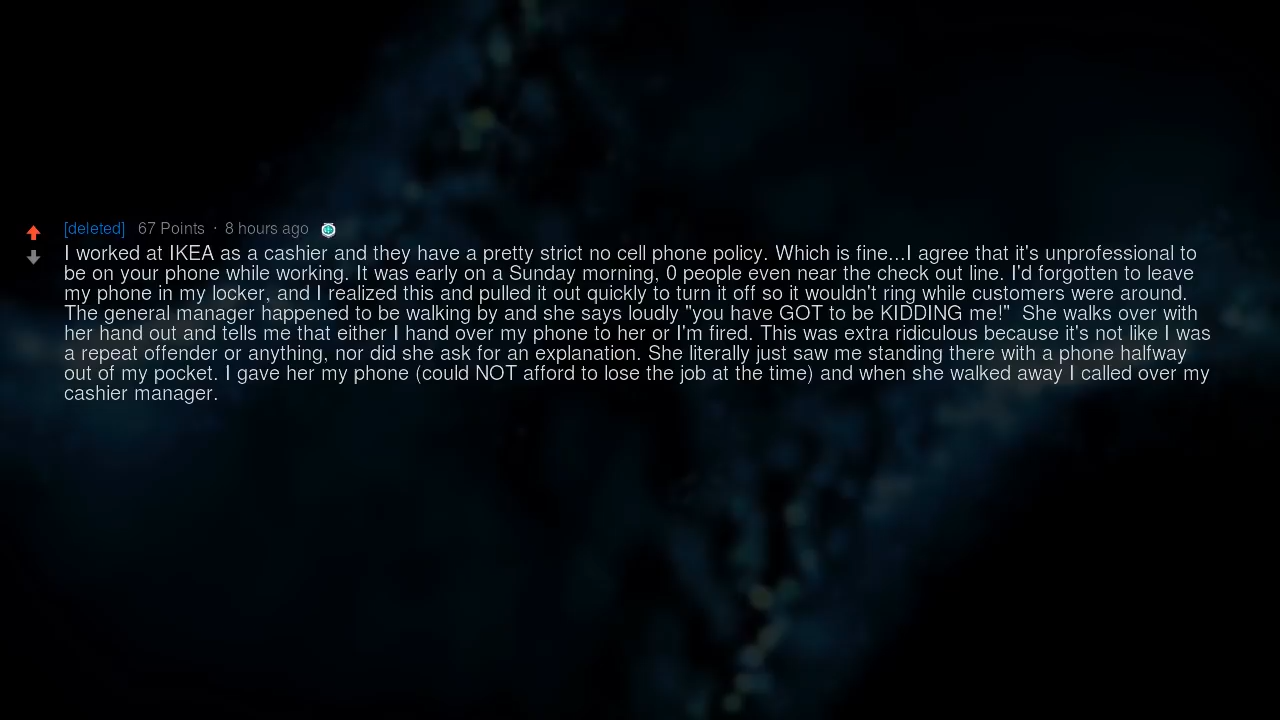 [deleted] 67 Points · 8 hours ago
I worked at IKEA as a cashier and they have a pretty strict no cell phone policy. Which is fine...I agree that it's unprofessional to
be on your phone while working. It was early on a Sunday morning, 0 people even near the check out line. I'd forgotten to leave
my phone in my locker, and I realized this and pulled it out quickly to turn it off so it wouldn't ring while customers were around.
The general manager happened to be walking by and she says loudly "you have GOT to be KIDDING me!"  She walks over with
her hand out and tells me that either I hand over my phone to her or I'm fired. This was extra ridiculous because it's not like I was
a repeat offender or anything, nor did she ask for an explanation. She literally just saw me standing there with a phone halfway
out of my pocket. I gave her my phone (could NOT afford to lose the job at the time) and when she walked away I called over my
cashier manager.